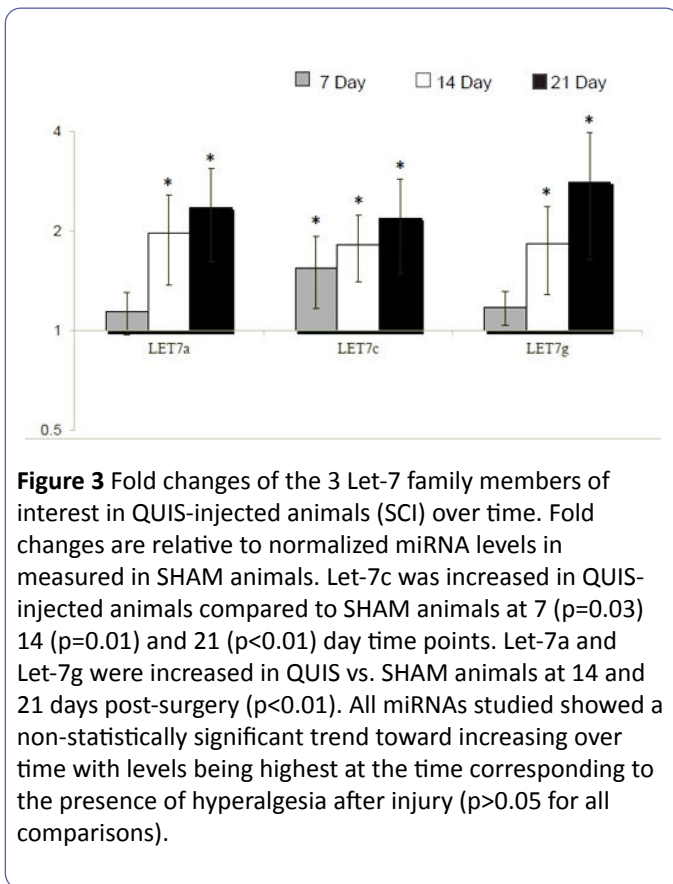 7 Day 14 Day 21 Day
4
* * * * * * *
2
1
LET7a LET7c LET7g
0.5
Figure 3 Fold changes of the 3 Let-7 family members of
interest in QUIS-injected animals (SCI) over time. Fold
changes are relative to normalized miRNA levels in
measured in SHAM animals. Let-7c was increased in QUIS-
injected animals compared to SHAM animals at 7 (p=0.03)
14 (p=0.01) and 21 (p<0.01) day time points. Let-7a and
Let-7g were increased in QUIS vs. SHAM animals at 14 and
21 days post-surgery (p<0.01). All miRNAs studied showed a
non-statistically significant trend toward increasing over
time with levels being highest at the time corresponding to
the presence of hyperalgesia after injury (p>0.05 for all
comparisons).